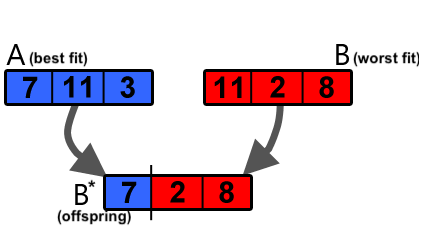 A (best fit)
B (worst fit)
7 11 3
11 2 8
B* 7 2 8
(offspring)